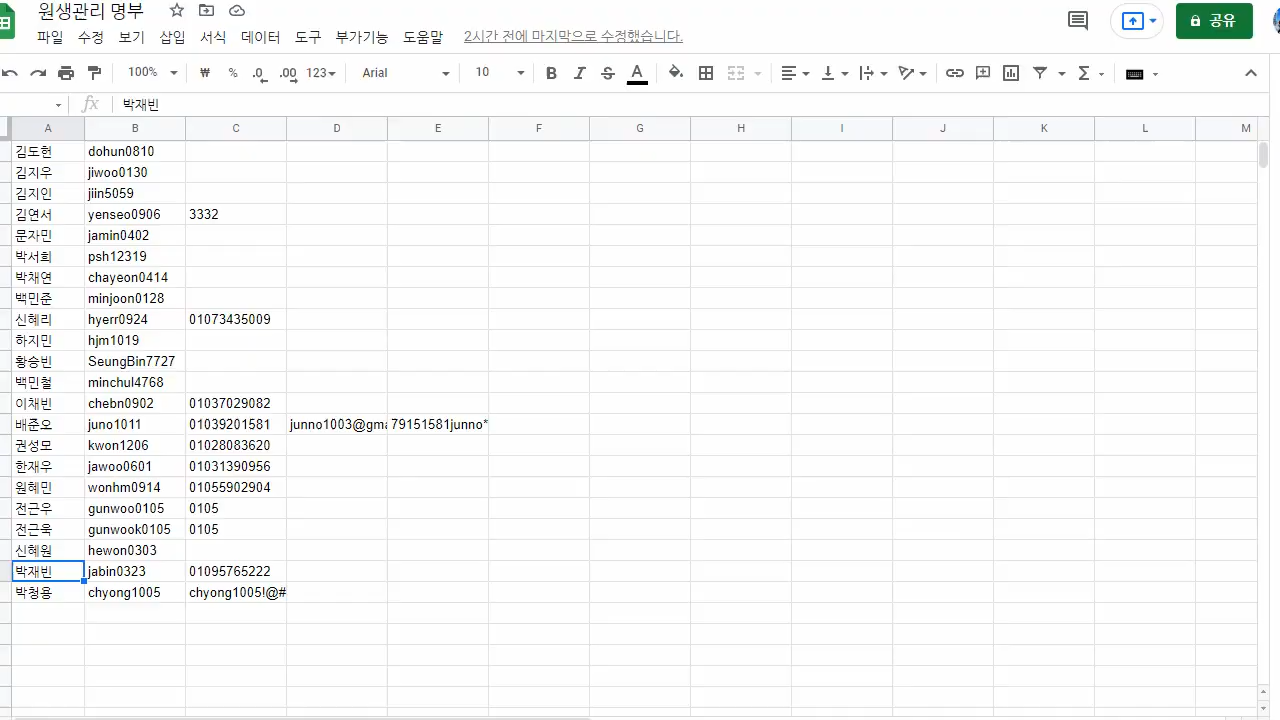 원생관리 명부
파일 수정 보기 삽입 서식 데이터 도구 부가기능 도움말 2시간 전에 마지막으로 수정했습니다.
공유
100% ₩ % .0 .00 123 Arial 10 B I S A Σ
fx 박재빈
A B C D E F G H I J K L M
김도헌 dohun0810
김지우 jiwoo0130
김지인 jiin5059
김연서 yenseo0906 3332
문자민 jamin0402
박서희 psh12319
박채연 chayeon0414
백민준 minjoon0128
신혜리 hyerr0924 01073435009
하지민 hjm1019
황승빈 SeungBin7727
백민철 minchul4768
이채빈 chebn0902 01037029082
배준오 juno1011 01039201581 junno1003@gma 79151581junno*
권성모 kwon1206 01028083620
한재우 jawoo0601 01031390956
원혜민 wonhm0914 01055902904
전근우 gunwoo0105 0105
전근욱 gunwook0105 0105
신혜원 hewon0303
박재빈 jabin0323 01095765222
박청용 chyong1005 chyong1005!@#